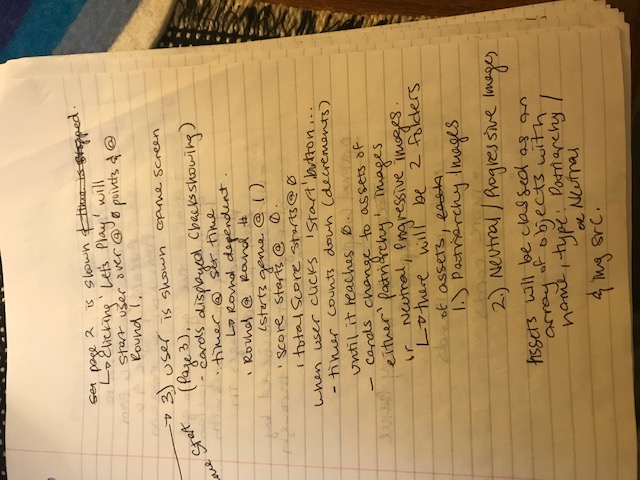 set page 2 is shown & time is stopped.
↳ Clicking 'Let's Play' will
start user over @ 0 points & @
Round 1.
→ 3) User is shown game screen
(Page 3).
Game Start
- cards displayed (backs showing)
· timer @ set time
↳ Round dependent.
· Round @ Round #
(starts game @ 1)
· score starts @ 0.
· total score starts @ 0
When user clicks 'Start' button...
- timer counts down (decrements)
until it reaches 0.
- cards change to assets of
either 'Patriarchy' images
or Neutral, Progressive Images.
↳ there will be 2 folders
of assets, each
1.) Patriarchy Images
2.) Neutral / Progressive Images
Assets will be classed as an
array of objects with
name, type: Patriarchy /
or Neutral
& img src.